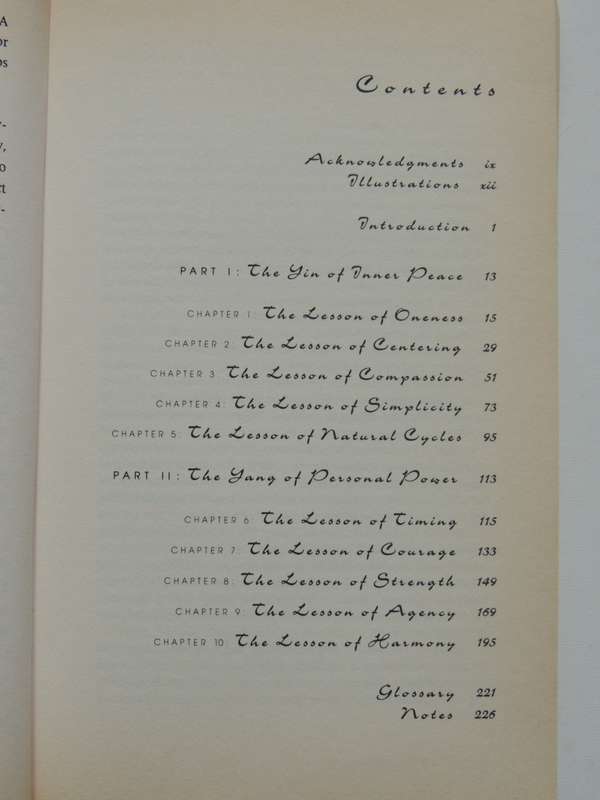 A
or
Contents
Acknowledgments ix
Illustrations xii
Introduction 1
PART I: The Yin of Inner Peace 13
CHAPTER 1: The Lesson of Oneness 15
CHAPTER 2: The Lesson of Centering 29
CHAPTER 3: The Lesson of Compassion 51
CHAPTER 4: The Lesson of Simplicity 73
CHAPTER 5: The Lesson of Natural Cycles 95
PART II: The Yang of Personal Power 113
CHAPTER 6: The Lesson of Timing 115
CHAPTER 7: The Lesson of Courage 133
CHAPTER 8: The Lesson of Strength 149
CHAPTER 9: The Lesson of Agency 169
CHAPTER 10: The Lesson of Harmony 195
Glossary 221
Notes 226